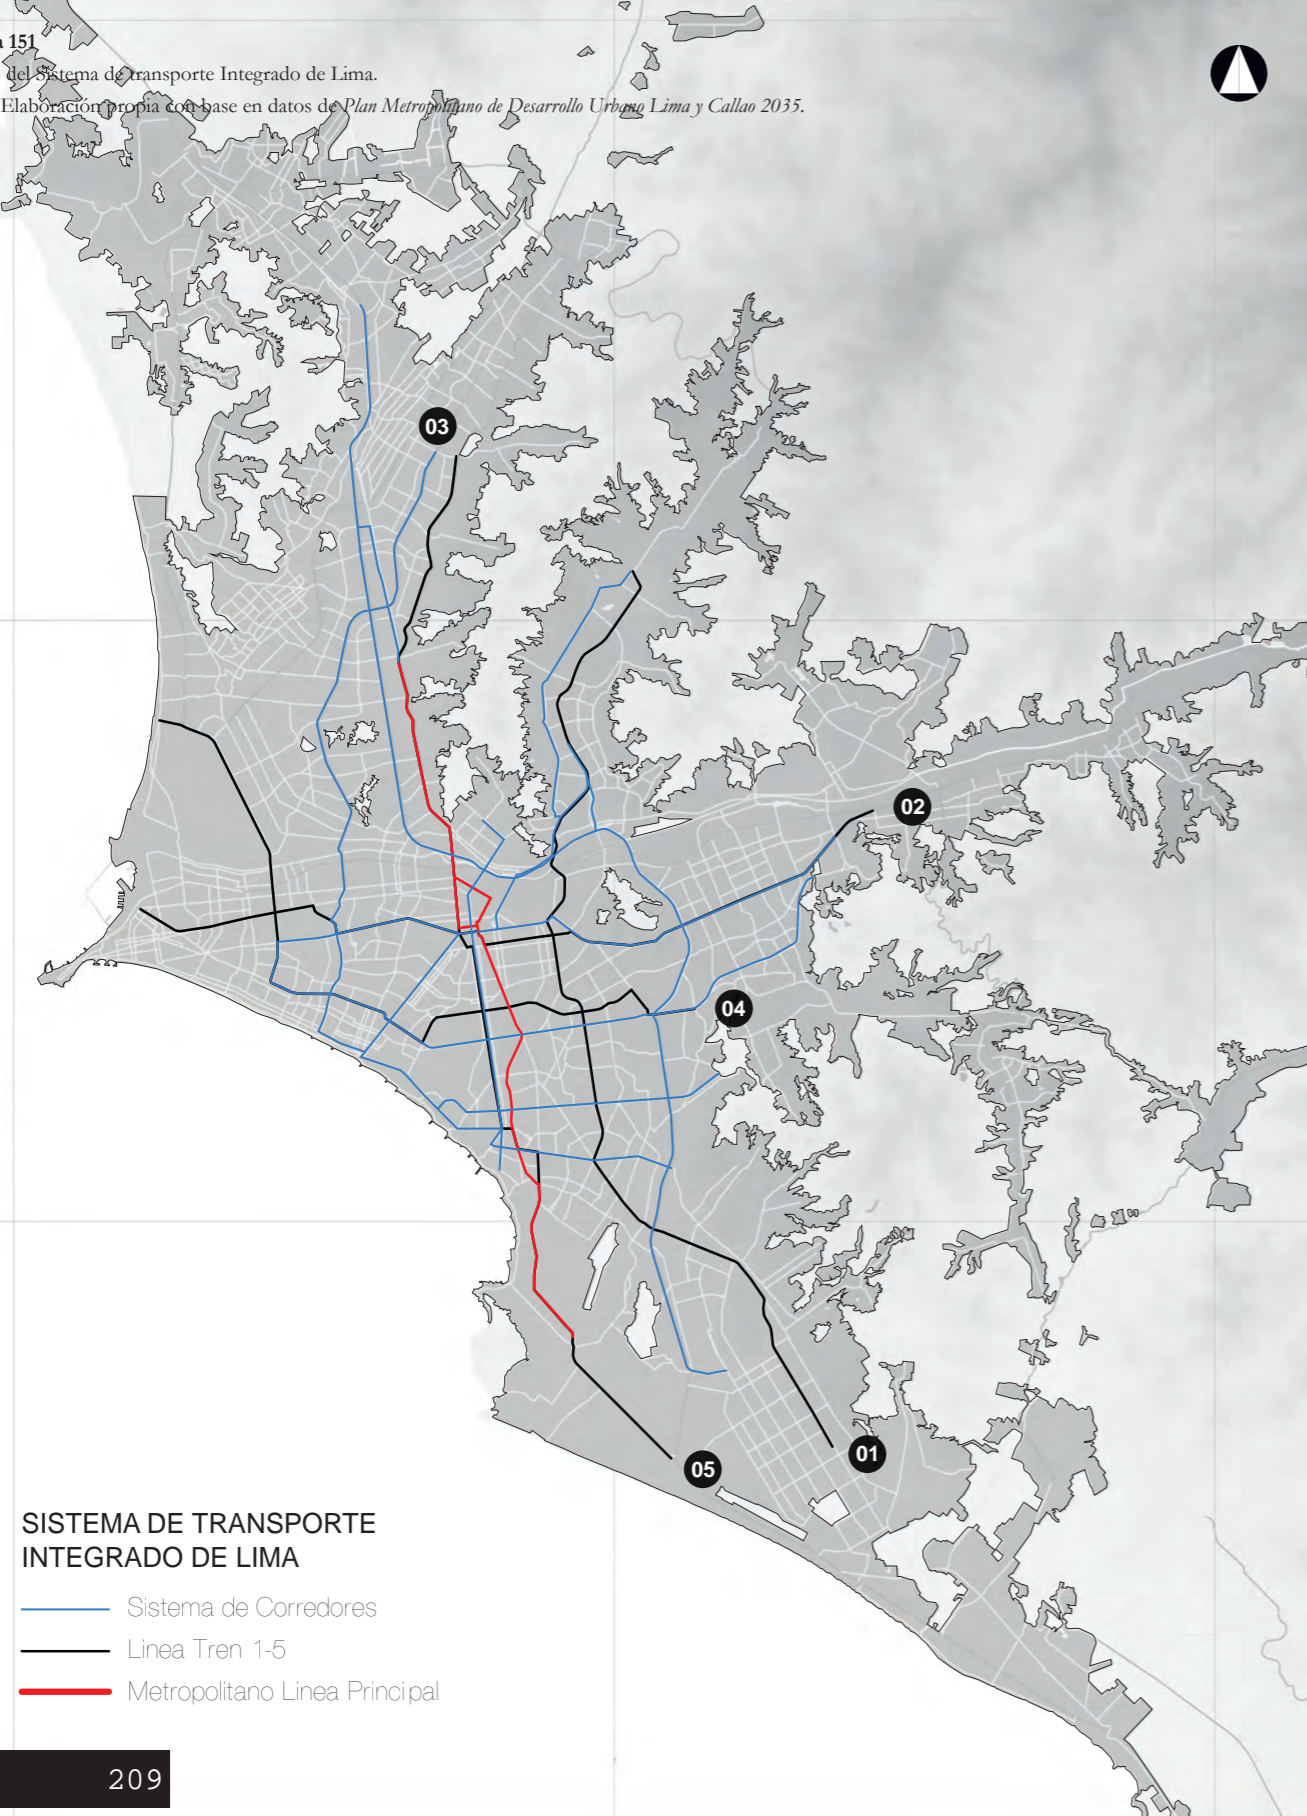 151
del Sistema de transporte Integrado de Lima.
Elaboración propia con base en datos de Plan Metropolitano de Desarrollo Urbano Lima y Callao 2035.
03
02
04
01
05
SISTEMA DE TRANSPORTE
INTEGRADO DE LIMA
Sistema de Corredores
Linea Tren 1-5
Metropolitano Linea Principal
209